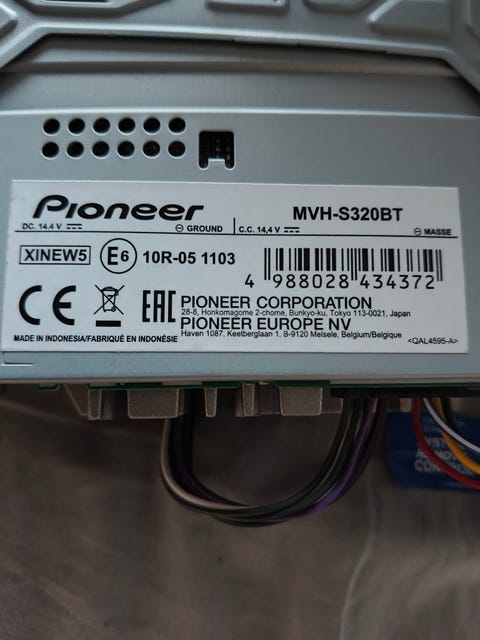 Pioneer MVH-S320BT
DC. 14.4 V ⎓ ⊖ GROUND C.C. 14,4 V ⎓ ⊖ MASSE
XINEW5 E6 10R-05 1103
4 988028 434372
CE EAC PIONEER CORPORATION
28-8, Honkomagome 2-chome, Bunkyo-ku, Tokyo 113-0021, Japan
PIONEER EUROPE NV
Haven 1087, Keetberglaan 1, B-9120 Melsele, Belgium/Belgique
MADE IN INDONESIA/FABRIQUÉ EN INDONÉSIE <QAL4595-A>